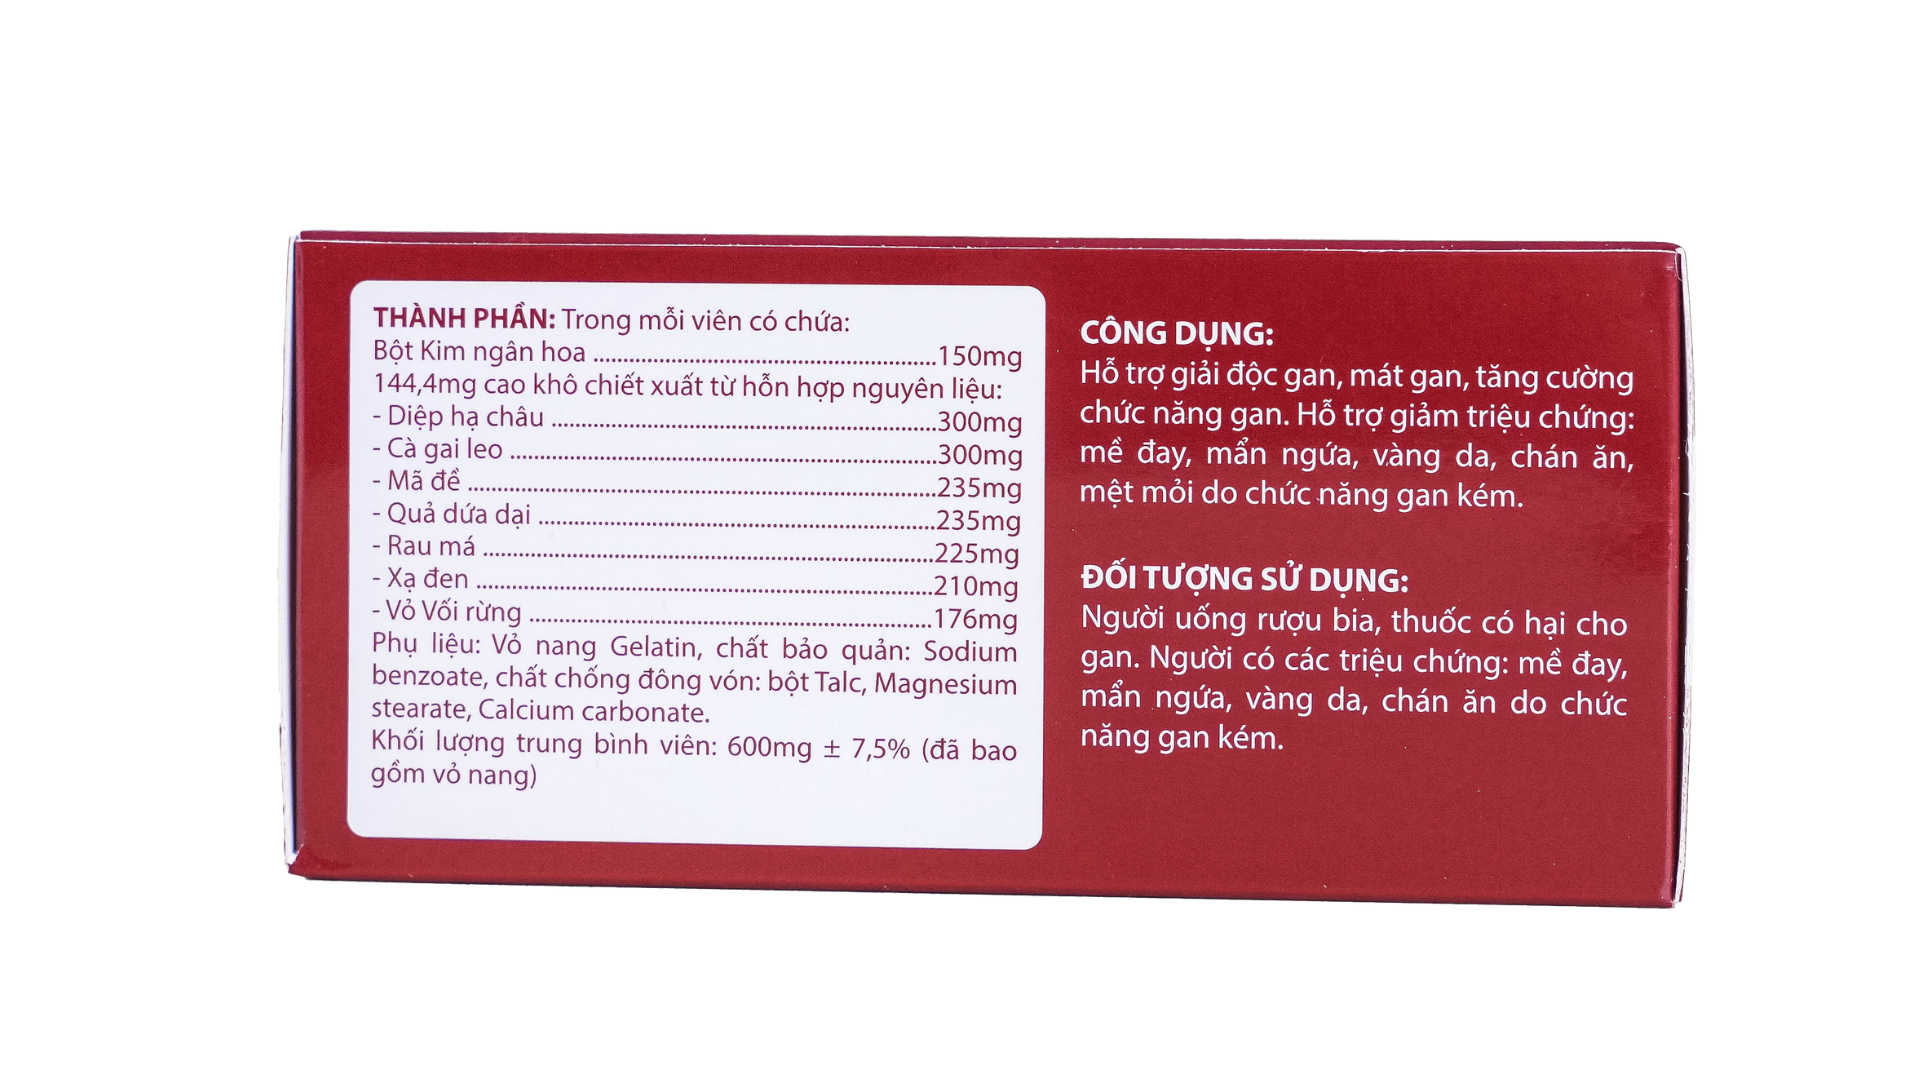 THÀNH PHẦN: Trong mỗi viên có chứa:
Bột Kim ngân hoa ..........................................................150mg
144,4mg cao khô chiết xuất từ hỗn hợp nguyên liệu:
- Diệp hạ châu .................................................................300mg
- Cà gai leo ........................................................................300mg
- Mã đề ...............................................................................235mg
- Quả dứa dại ...................................................................235mg
- Rau má ............................................................................225mg
- Xạ đen .............................................................................210mg
- Vỏ Vối rừng ....................................................................176mg
Phụ liệu: Vỏ nang Gelatin, chất bảo quản: Sodium
benzoate, chất chống đông vón: bột Talc, Magnesium
stearate, Calcium carbonate.
Khối lượng trung bình viên: 600mg ± 7,5% (đã bao
gồm vỏ nang)
CÔNG DỤNG:
Hỗ trợ giải độc gan, mát gan, tăng cường
chức năng gan. Hỗ trợ giảm triệu chứng:
mề đay, mẩn ngứa, vàng da, chán ăn,
mệt mỏi do chức năng gan kém.
ĐỐI TƯỢNG SỬ DỤNG:
Người uống rượu bia, thuốc có hại cho
gan. Người có các triệu chứng: mề đay,
mẩn ngứa, vàng da, chán ăn do chức
năng gan kém.